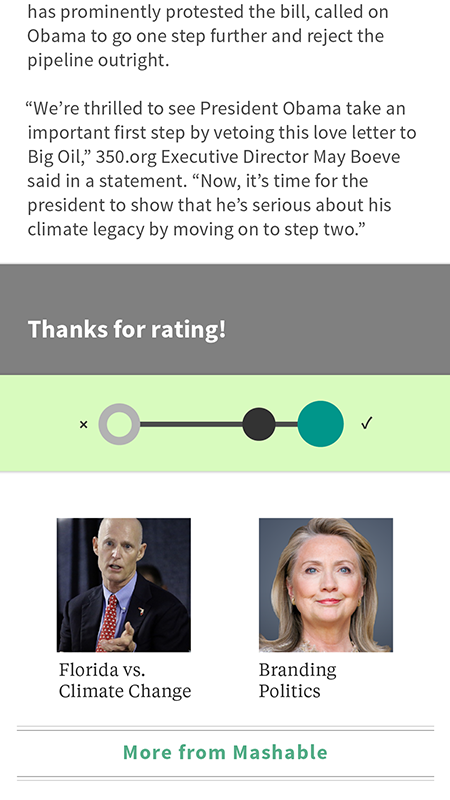 has prominently protested the bill, called on
Obama to go one step further and reject the
pipeline outright.
“We’re thrilled to see President Obama take an
important first step by vetoing this love letter to
Big Oil,” 350.org Executive Director May Boeve
said in a statement. “Now, it’s time for the
president to show that he’s serious about his
climate legacy by moving on to step two.”
Thanks for rating!
× ✓
Florida vs.
Climate Change
Branding
Politics
More from Mashable